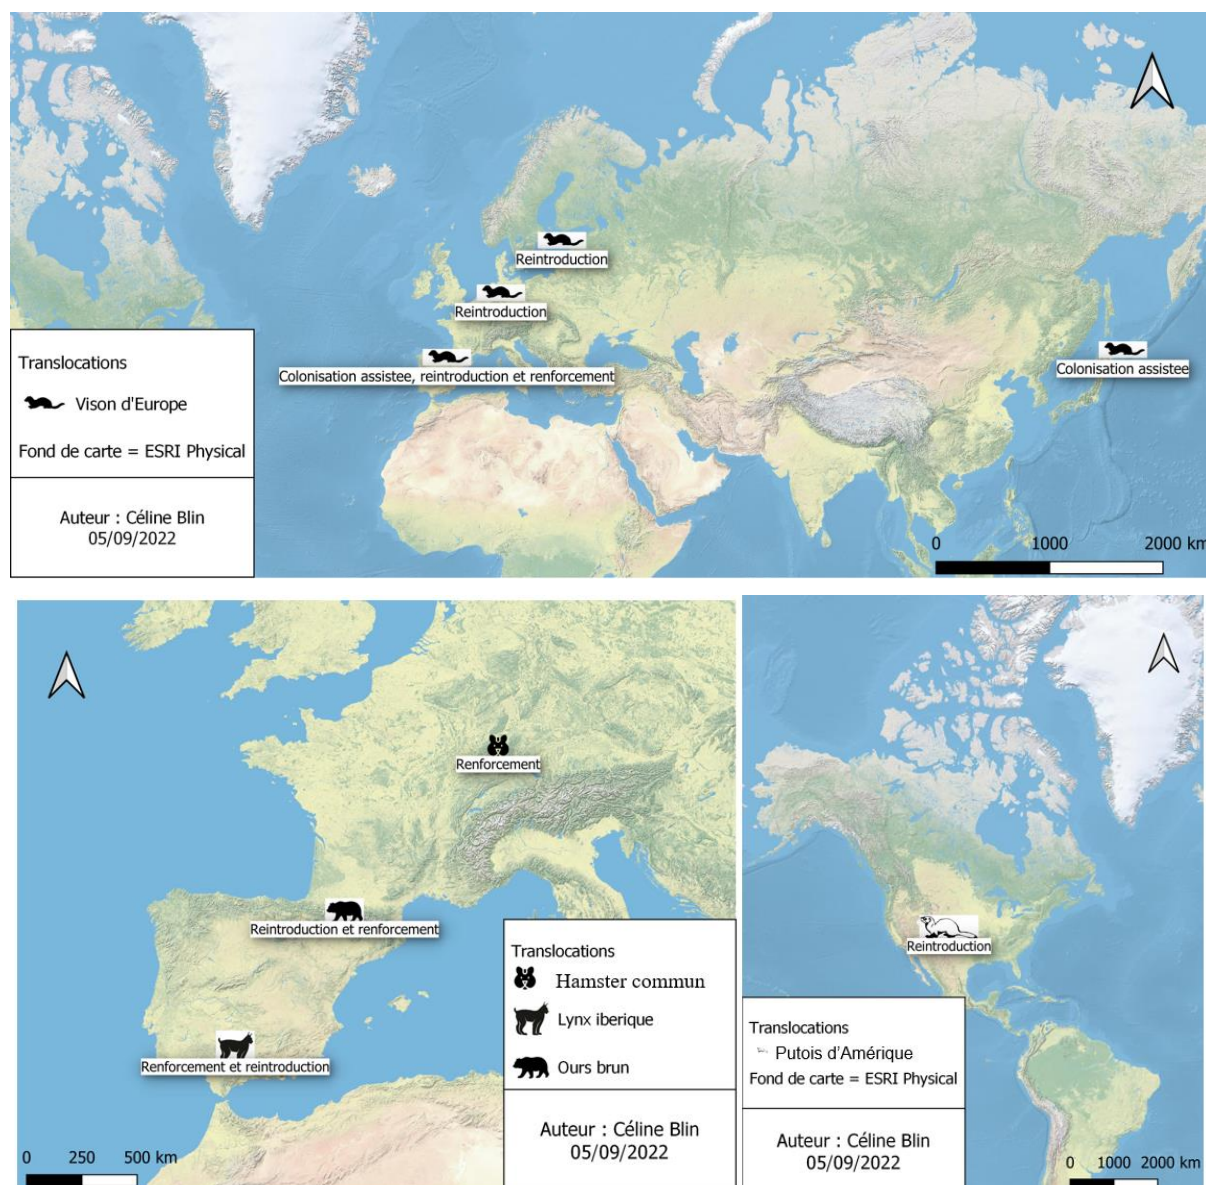 Reintroduction
Reintroduction
Colonisation assistee, reintroduction et renforcement
Colonisation assistee
Translocations
Vison d'Europe
Fond de carte = ESRI Physical
Auteur : Céline Blin
05/09/2022
0 1000 2000 km
Renforcement
Reintroduction et renforcement
Renforcement et reintroduction
Translocations
Hamster commun
Lynx iberique
Ours brun
Auteur : Céline Blin
05/09/2022
0 250 500 km
Reintroduction
Translocations
Putois d'Amérique
Fond de carte = ESRI Physical
Auteur : Céline Blin
05/09/2022
0 1000 2000 km